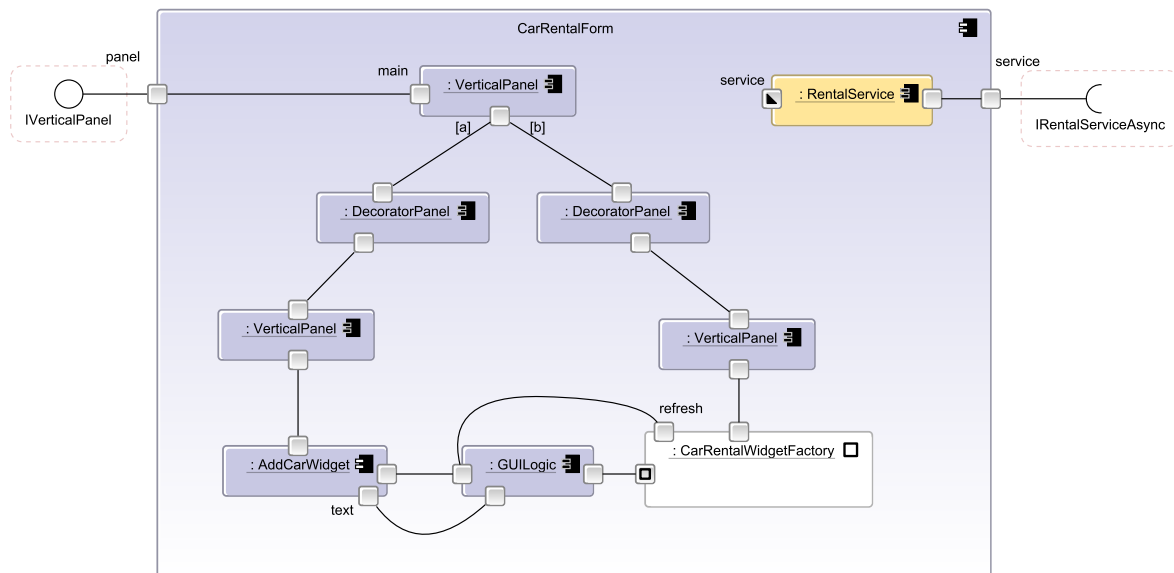 CarRentalForm
panel
service
main
: VerticalPanel
service
: RentalService
IVerticalPanel
IRentalServiceAsync
[a]
[b]
: DecoratorPanel
: DecoratorPanel
: VerticalPanel
: VerticalPanel
refresh
: CarRentalWidgetFactory
: AddCarWidget
: GUILogic
text